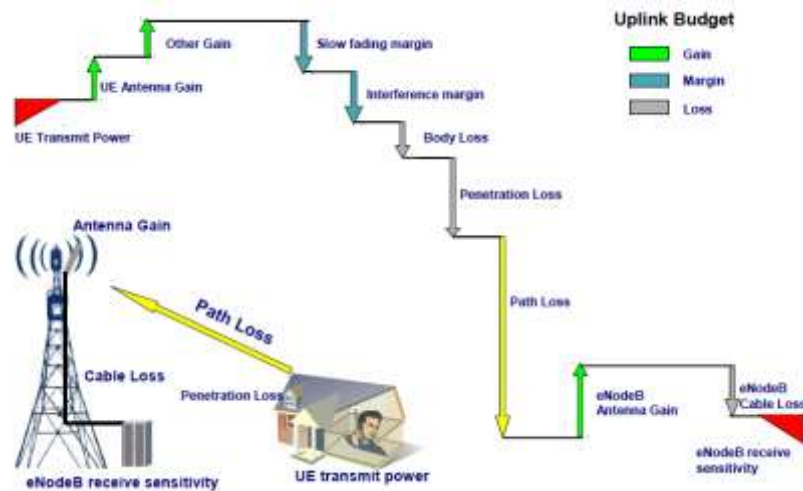 Uplink Budget
Gain
Margin
Loss
Other Gain
UE Antenna Gain
UE Transmit Power
Slow fading margin
Interference margin
Body Loss
Penetration Loss
Path Loss
eNodeB
Antenna Gain
eNodeB
Cable Loss
eNodeB receive
sensitivity
Antenna Gain
Path Loss
Cable Loss
Penetration Loss
UE transmit power
eNodeB receive sensitivity